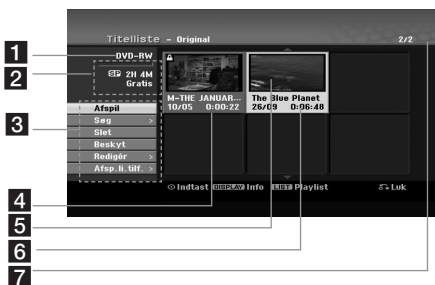 Titelliste – Original 2/2
1 DVD-RW
2 SP 2H 4M
Gratis
3
Afspil
Søg >
Slet
Beskyt
Redigér >
Afsp.li.tilf. >
M-THE JANUAR...
10/05 0:00:22
The Blue Planet
26/09 0:06:48
Indtast DISPLAY Info LIST Playlist Luk
4
5
6
7